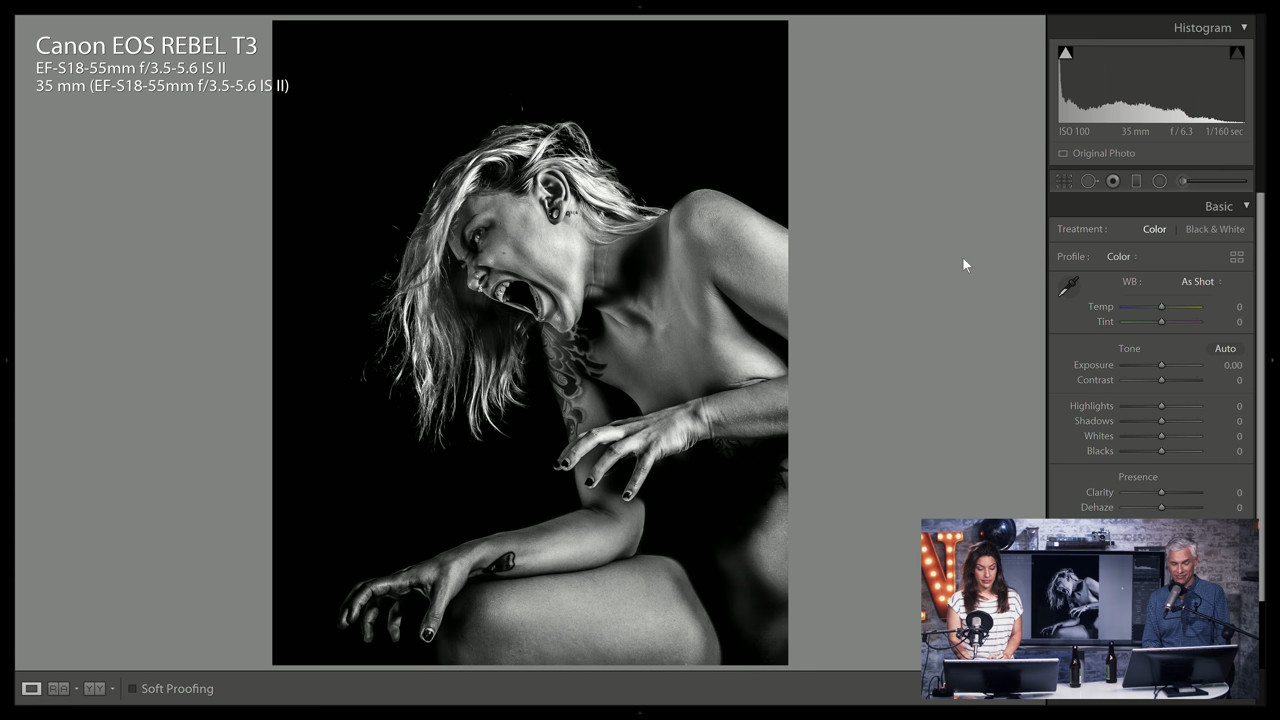 Canon EOS REBEL T3
EF-S18-55mm f/3.5-5.6 IS II
35 mm (EF-S18-55mm f/3.5-5.6 IS II)
Histogram
ISO 100 35 mm f / 6.3 1/160 sec
Original Photo
Basic
Treatment : Color Black & White
Profile : Color
WB : As Shot
Temp 0
Tint 0
Tone Auto
Exposure 0.00
Contrast 0
Highlights 0
Shadows 0
Whites 0
Blacks 0
Presence
Clarity 0
Dehaze 0
Soft Proofing